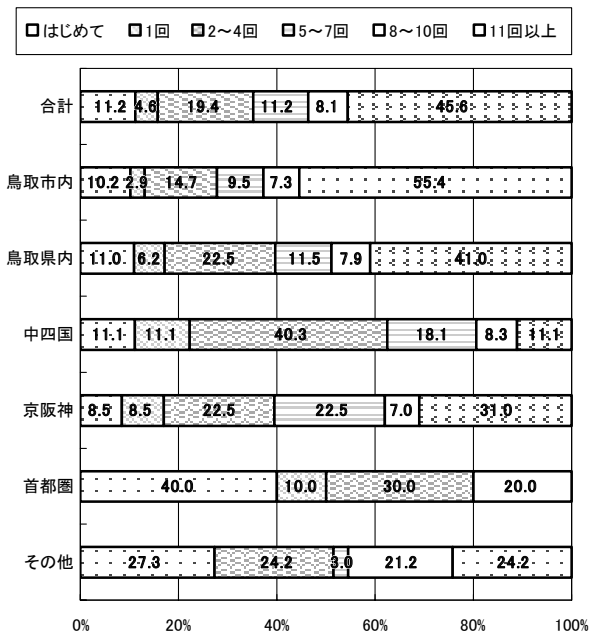 はじめて 1回 2～4回 5～7回 8～10回 11回以上
合計 11.2 4.6 19.4 11.2 8.1 45.6
鳥取市内 10.2 2.9 14.7 9.5 7.3 55.4
鳥取県内 11.0 6.2 22.5 11.5 7.9 41.0
中四国 11.1 11.1 40.3 18.1 8.3 11.1
京阪神 8.5 8.5 22.5 22.5 7.0 31.0
首都圏 40.0 10.0 30.0 20.0
その他 27.3 24.2 3.0 21.2 24.2
0% 20% 40% 60% 80% 100%